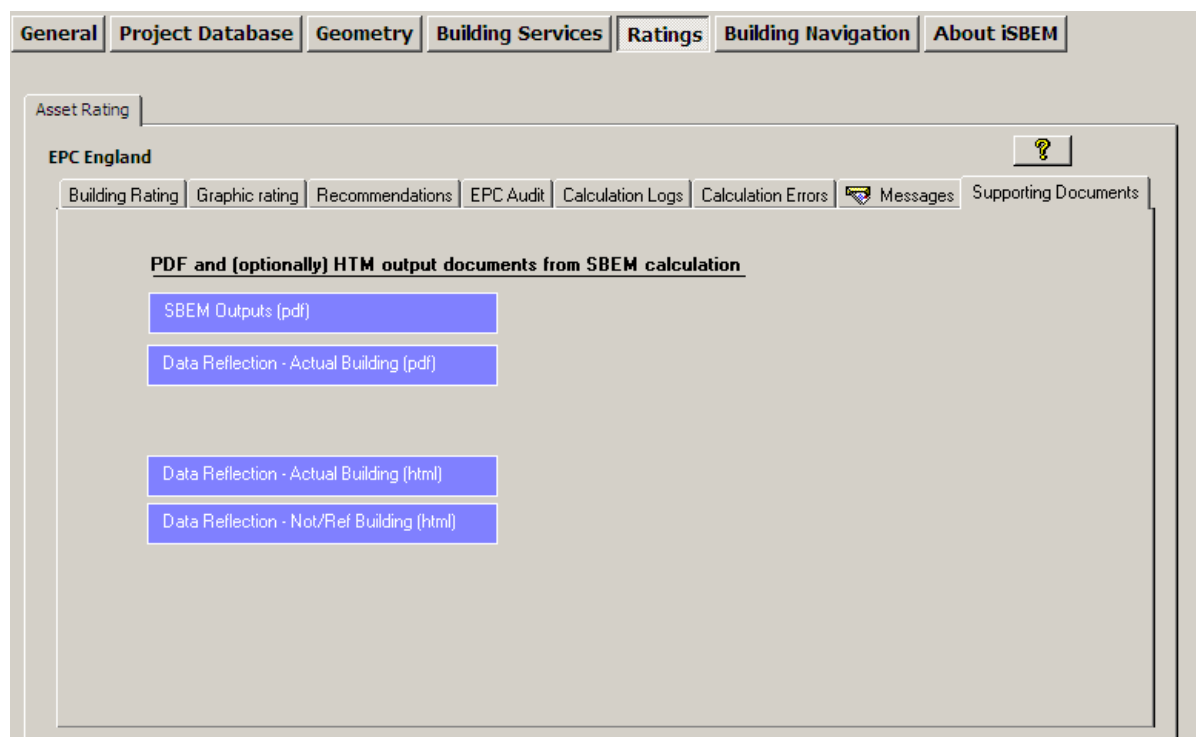 General Project Database Geometry Building Services Ratings Building Navigation About iSBEM
Asset Rating
EPC England ?
Building Rating Graphic rating Recommendations EPC Audit Calculation Logs Calculation Errors Messages Supporting Documents
PDF and (optionally) HTM output documents from SBEM calculation
SBEM Outputs (pdf)
Data Reflection - Actual Building (pdf)
Data Reflection - Actual Building (html)
Data Reflection - Not/Ref Building (html)